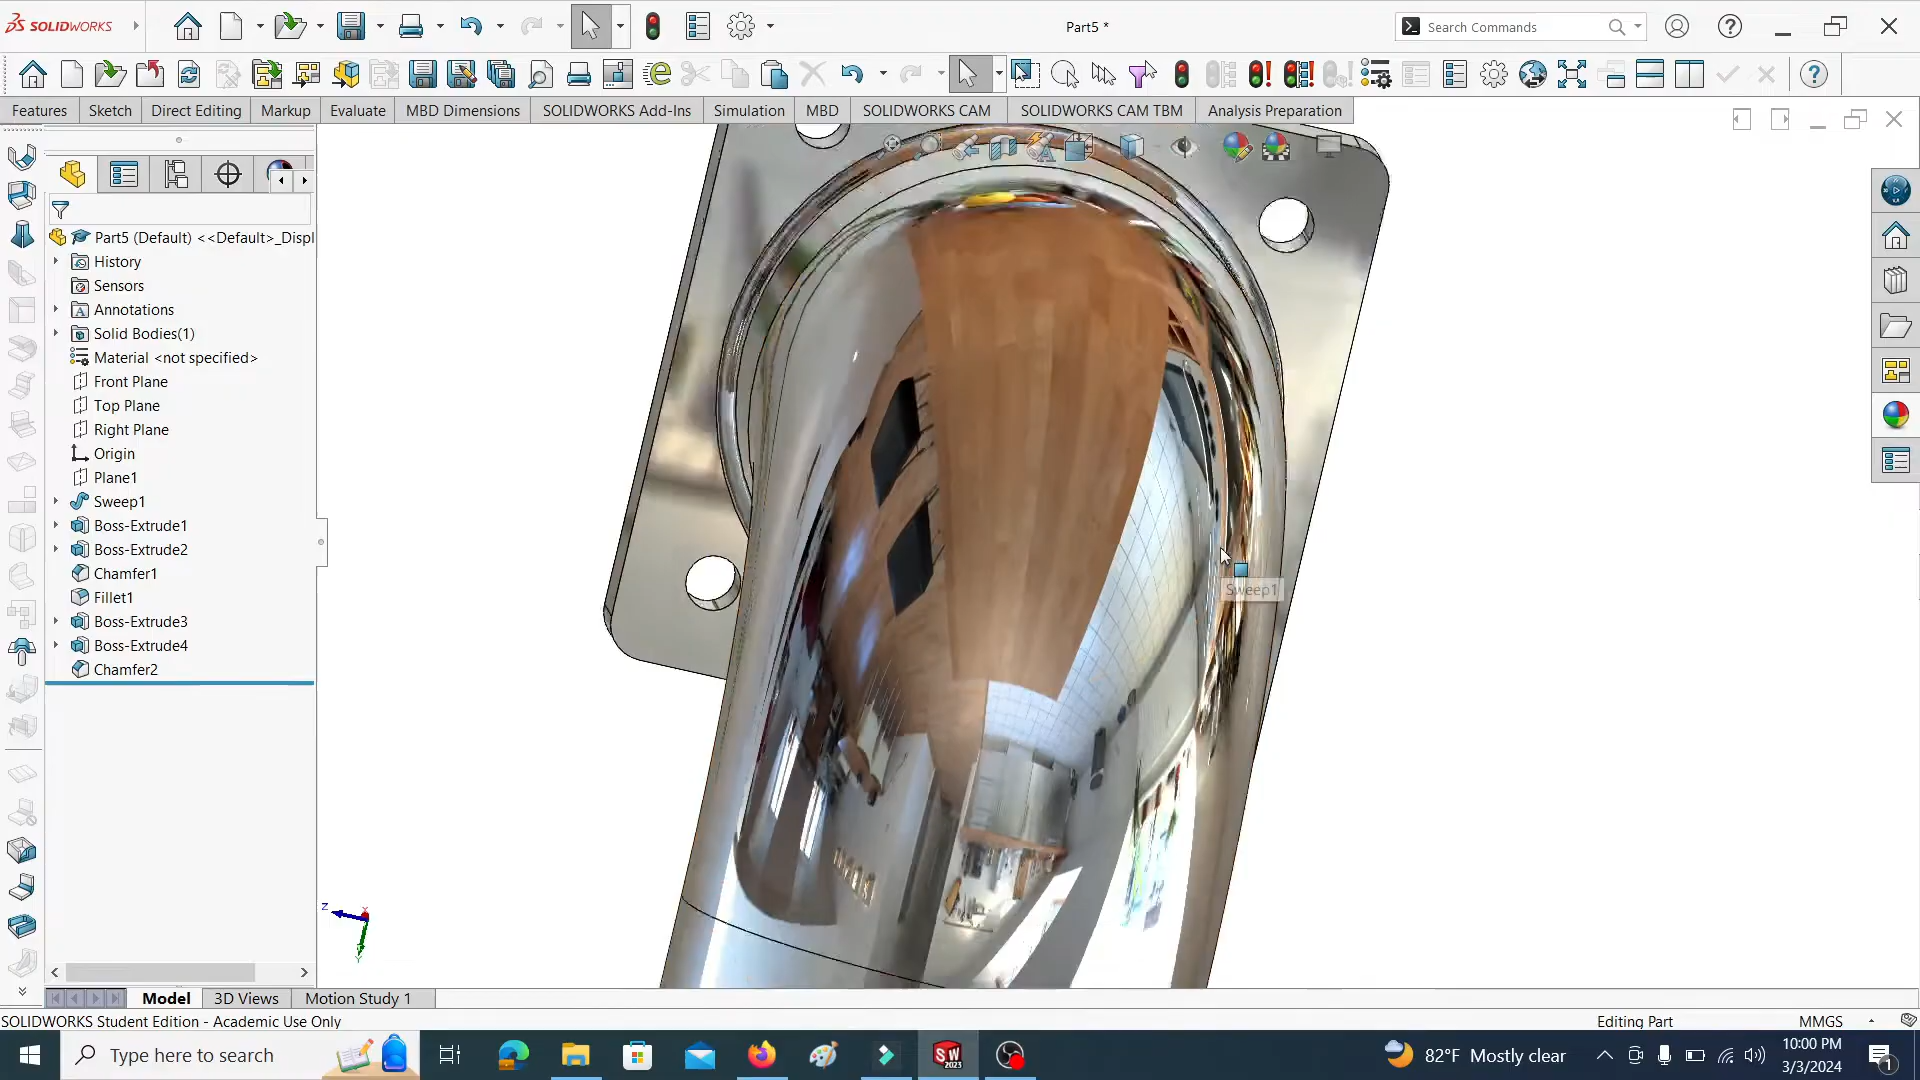 SOLIDWORKS
Part5 *
Search Commands
Features
Sketch
Direct Editing
Markup
Evaluate
MBD Dimensions
SOLIDWORKS Add-Ins
Simulation
MBD
SOLIDWORKS CAM
SOLIDWORKS CAM TBM
Analysis Preparation
Part5 (Default) <<Default>_Displ
History
Sensors
Annotations
Solid Bodies(1)
Material <not specified>
Front Plane
Top Plane
Right Plane
Origin
Plane1
Sweep1
Boss-Extrude1
Boss-Extrude2
Chamfer1
Fillet1
Boss-Extrude3
Boss-Extrude4
Chamfer2
Sweep1
Z
X
Y
Model
3D Views
Motion Study 1
SOLIDWORKS Student Edition - Academic Use Only
Editing Part
MMGS
Type here to search
SW
2023
82°F Mostly clear
10:00 PM
3/3/2024
1